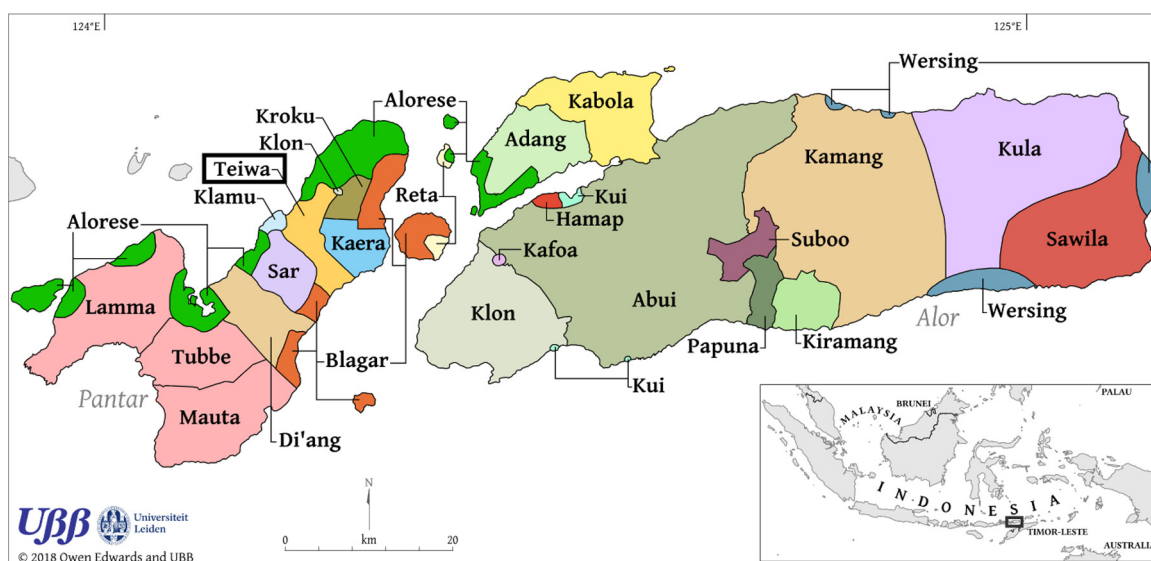 124°E
125°E
Wersing
Alorese
Kabola
Kroku
Adang
Klon
Kamang
Kula
Teiwa
Klamu
Reta
Kui
Hamap
Alorese
Kaera
Suboo
Sawila
Sar
Kafoa
Lamma
Abui
Klon
Wersing
Alor
Papuna
Kiramang
Tubbe
Blagar
Kui
Pantar
Mauta
Di'ang
PALAU
BRUNEI
MALAYSIA
INDONESIA
TIMOR-LESTE
AUSTRALIA
N
0 km 20
UBB
Universiteit
Leiden
© 2018 Owen Edwards and UBB